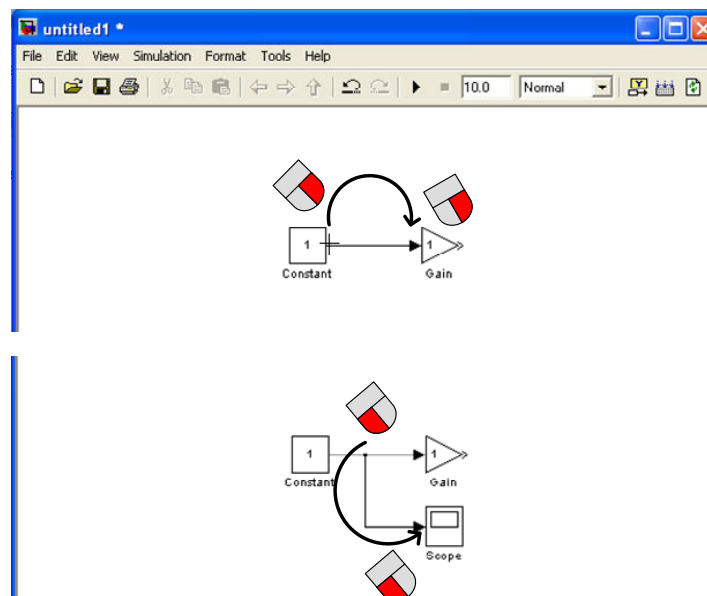 untitled1 *
File Edit View Simulation Format Tools Help
10.0 Normal
1 1
Constant Gain
1 1
Constant Gain
Scope